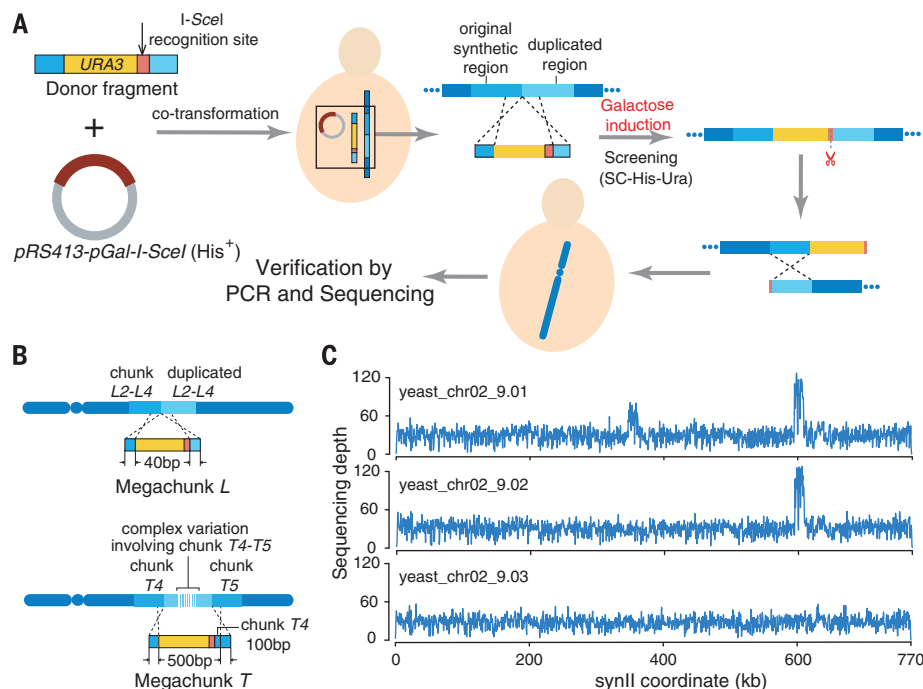 A
I-SceI
recognition site
URA3
Donor fragment
+
pRS413-pGal-I-SceI (His+)
co-transformation
original
synthetic
region
duplicated
region
Galactose
induction
Screening
(SC-His-Ura)
Verification by
PCR and Sequencing
B
chunk
L2-L4
duplicated
L2-L4
40bp
Megachunk L
complex variation
involving chunk T4-T5
chunk
T4
chunk
T5
chunk T4
100bp
500bp
Megachunk T
C
Sequencing depth
120
60
0
yeast_chr02_9.01
120
60
0
yeast_chr02_9.02
120
60
0
yeast_chr02_9.03
0 200 400 600 770
synII coordinate (kb)